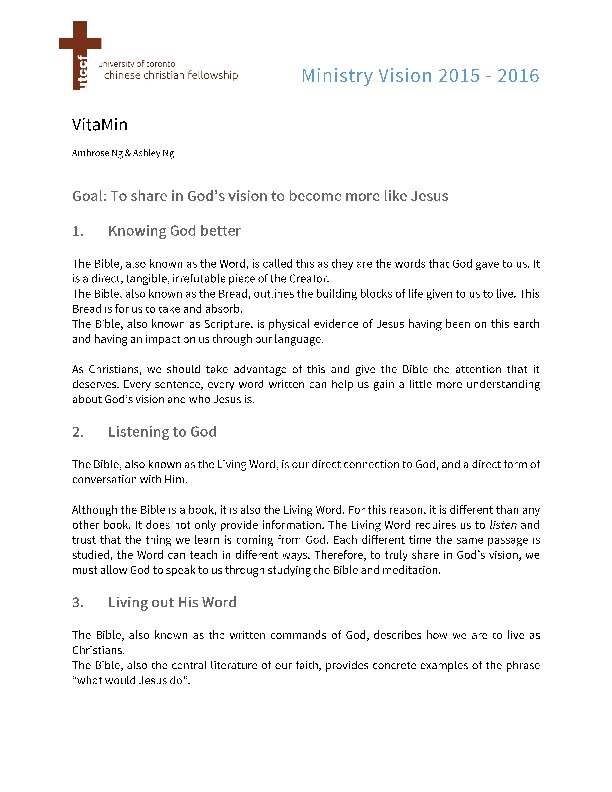 utccf
university of toronto
chinese christian fellowship
Ministry Vision 2015 - 2016
VitaMin
Ambrose Ng & Ashley Ng
Goal: To share in God's vision to become more like Jesus
1. Knowing God better
The Bible, also known as the Word, is called this as they are the words that God gave to us. It
is a direct, tangible, irrefutable piece of the Creator.
The Bible, also known as the Bread, outlines the building blocks of life given to us to live. This
Bread is for us to take and absorb.
The Bible, also known as Scripture, is physical evidence of Jesus having been on this earth
and having an impact on us through our language.
As Christians, we should take advantage of this and give the Bible the attention that it
deserves. Every sentence, every word written can help us gain a little more understanding
about God's vision and who Jesus is.
2. Listening to God
The Bible, also known as the Living Word, is our direct connection to God, and a direct form of
conversation with Him.
Although the Bible is a book, it is also the Living Word. For this reason, it is different than any
other book. It does not only provide information. The Living Word requires us to listen and
trust that the thing we learn is coming from God. Each different time the same passage is
studied, the Word can teach in different ways. Therefore, to truly share in God's vision, we
must allow God to speak to us through studying the Bible and meditation.
3. Living out His Word
The Bible, also known as the written commands of God, describes how we are to live as
Christians.
The Bible, also the central literature of our faith, provides concrete examples of the phrase
"what would Jesus do".